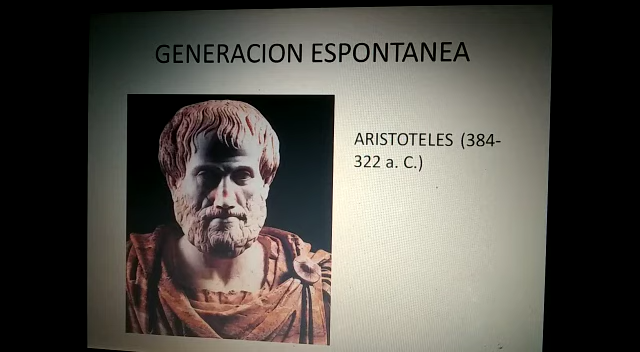 GENERACION ESPONTANEA
ARISTOTELES (384-
322 a. C.)